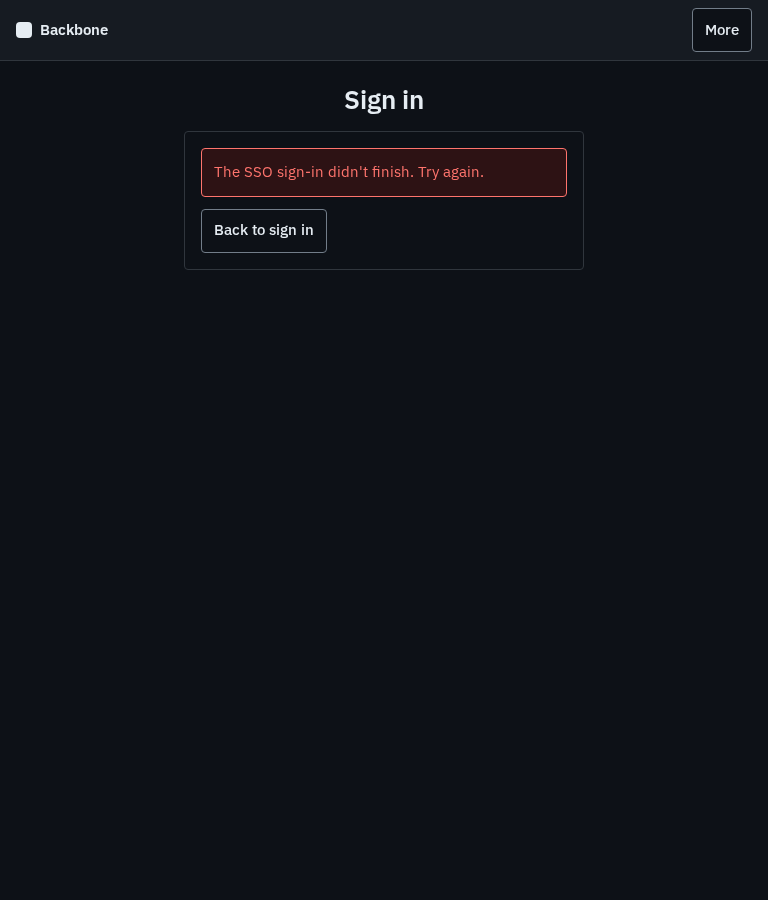 Backbone
More
Sign in
The SSO sign-in didn't finish. Try again.
Back to sign in